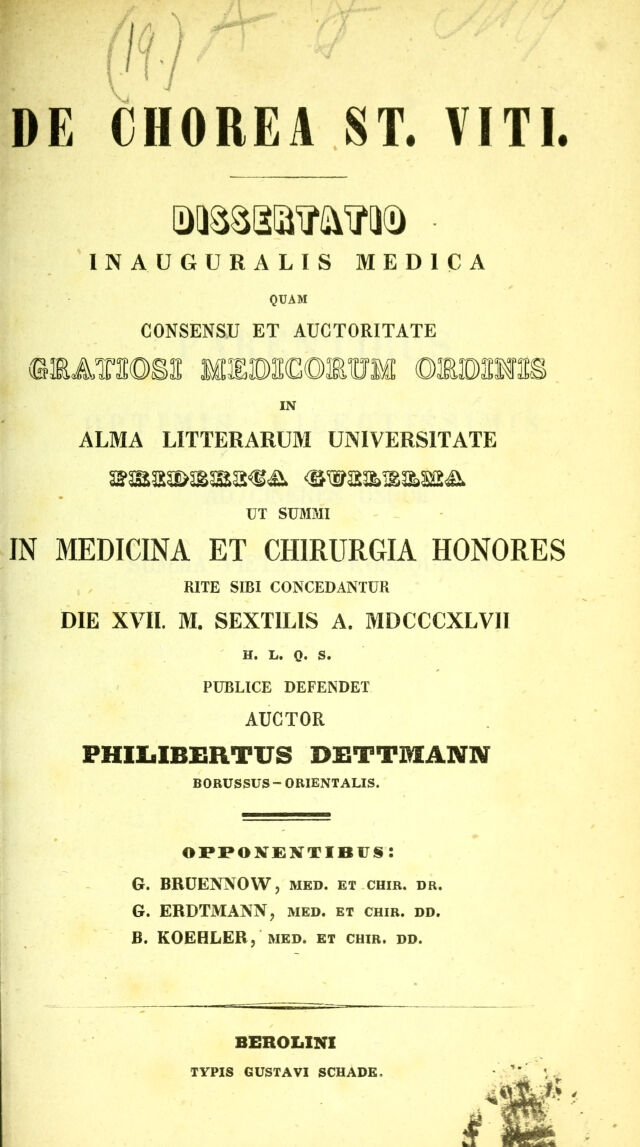 (19.)
DE CHOREA ST. VITI.
DISSERTATIO
INAUGURALIS MEDICA
QUAM
CONSENSU ET AUCTORITATE
GRATIOSI MEDICORUM ORDINIS
IN
ALMA LITTERARUM UNIVERSITATE
FRIDERICA GUILELMA
UT SUMMI
IN MEDICINA ET CHIRURGIA HONORES
RITE SIBI CONCEDANTUR
DIE XVII. M. SEXTILIS A. MDCCCXLVII
H. L. Q. S.
PUBLICE DEFENDET
AUCTOR
PHILIBERTUS DETTMANN
BORUSSUS-ORIENTALIS.
OPPONENTIBUS:
G. BRUENNOW, MED. ET CHIR. DR.
G. ERDTMANN, MED. ET CHIR. DD.
B. KOEHLER, MED. ET CHIR. DD.
BEROLINI
TYPIS GUSTAVI SCHADE.